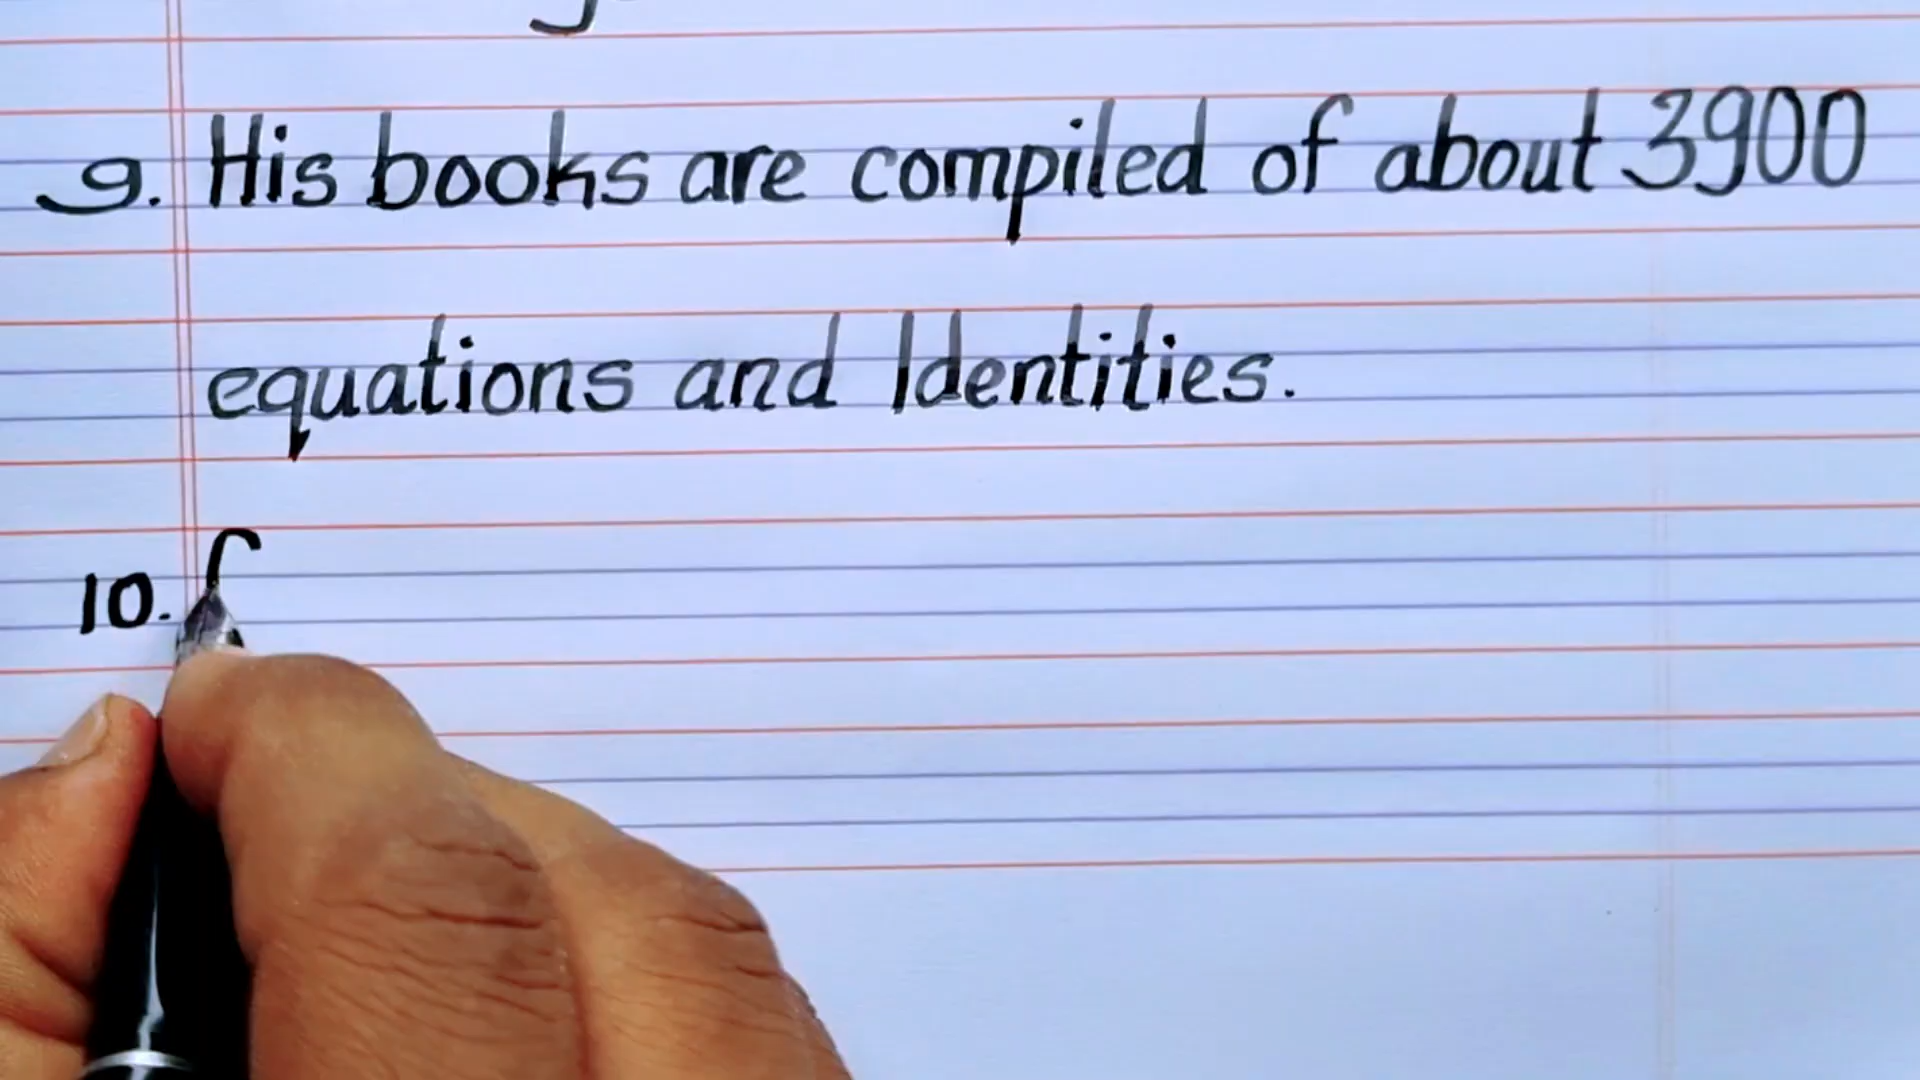 9. His books are compiled of about 3900
equations and Identities.
10.